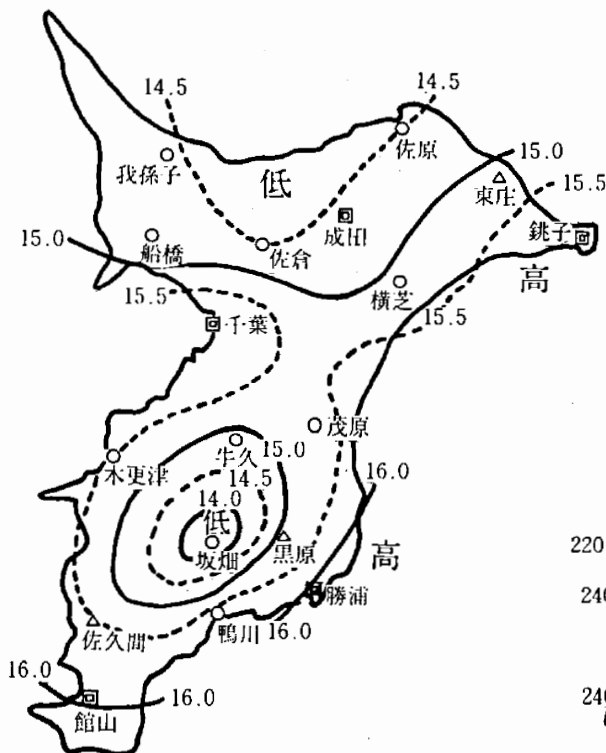 14.5
14.5
佐原
15.0
我孫子
低
東庄
15.5
成田
銚子
15.0
船橋
佐倉
高
15.5
横芝
15.5
千葉
茂原
牛久
15.0
木更津
14.5
16.0
14.0
低
坂畑
黒原
高
220
勝浦
240
佐久間
鴨川
16.0
16.0
16.0
館山
240